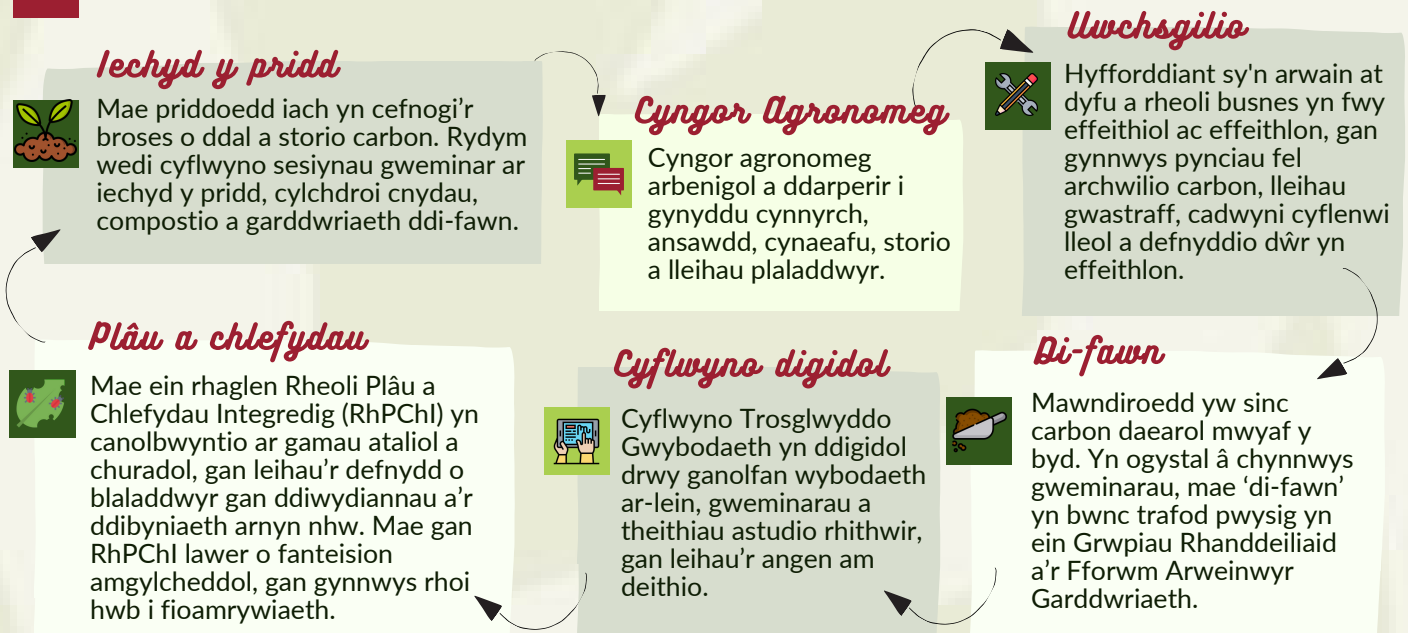 Iechyd y pridd
Mae priddoedd iach yn cefnogi’r
broses o ddal a storio carbon. Rydym
wedi cyflwyno sesiynau gweminar ar
iechyd y pridd, cylchdroi cnydau,
compostio a garddwriaeth ddi-fawn.
Cyngor Agronomeg
Cyngor agronomeg
arbenigol a ddarperir i
gynyddu cynnyrch,
ansawdd, cynaeafu, storio
a lleihau plaladdwyr.
Uwchsgilio
Hyfforddiant sy'n arwain at
dyfu a rheoli busnes yn fwy
effeithiol ac effeithlon, gan
gynnwys pynciau fel
archwilio carbon, lleihau
gwastraff, cadwyni cyflenwi
lleol a defnyddio dŵr yn
effeithlon.
Di-fawn
Mawndiroedd yw sinc
carbon daearol mwyaf y
byd. Yn ogystal â chynnwys
gweminarau, mae ‘di-fawn’
yn bwnc trafod pwysig yn
ein Grwpiau Rhanddeiliaid
a’r Fforwm Arweinwyr
Garddwriaeth.
Cyflwyno digidol
Cyflwyno Trosglwyddo
Gwybodaeth yn ddigidol
drwy ganolfan wybodaeth
ar-lein, gweminarau a
theithiau astudio rhithwir,
gan leihau’r angen am
deithio.
Plâu a chlefydau
Mae ein rhaglen Rheoli Plâu a
Chlefydau Integredig (RhPChI) yn
canolbwyntio ar gamau ataliol a
churadol, gan leihau’r defnydd o
blaladdwyr gan ddiwydiannau a’r
ddibyniaeth arnyn nhw. Mae gan
RhPChI lawer o fanteision
amgylcheddol, gan gynnwys rhoi
hwb i fioamrywiaeth.